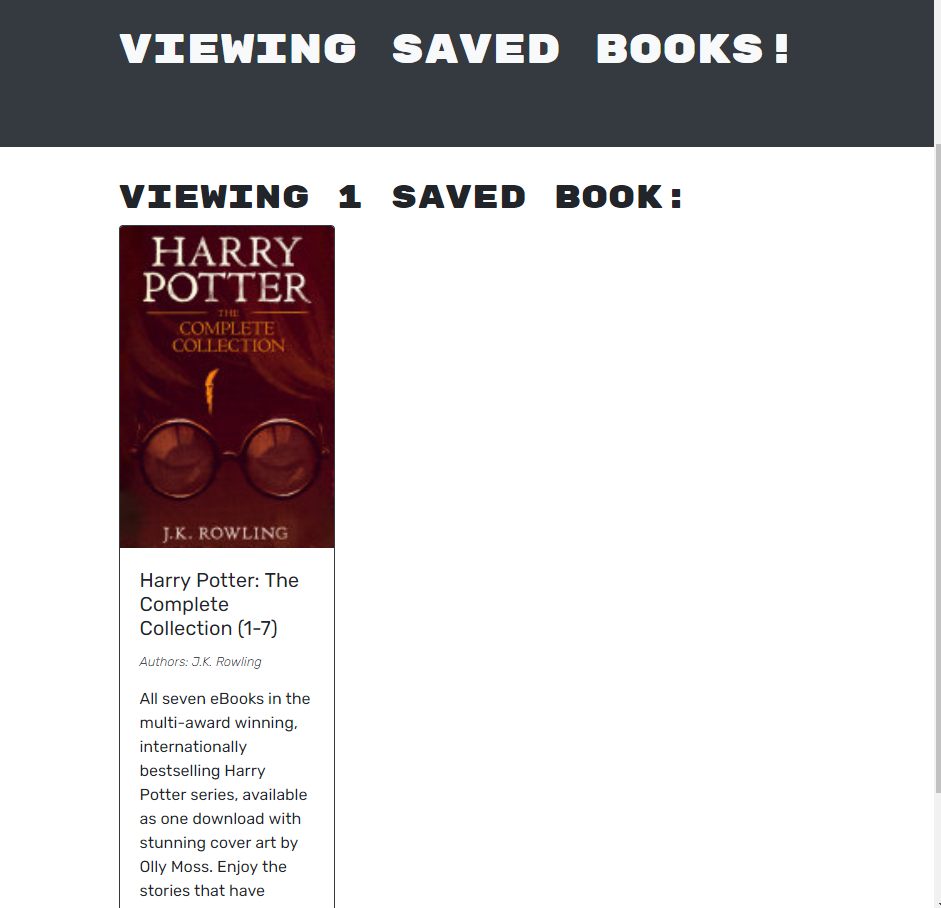 VIEWING SAVED BOOKS!
VIEWING 1 SAVED BOOK:
HARRY
POTTER
THE
COMPLETE
COLLECTION
J.K. ROWLING
Harry Potter: The
Complete
Collection (1-7)
Authors: J.K. Rowling
All seven eBooks in the
multi-award winning,
internationally
bestselling Harry
Potter series, available
as one download with
stunning cover art by
Olly Moss. Enjoy the
stories that have